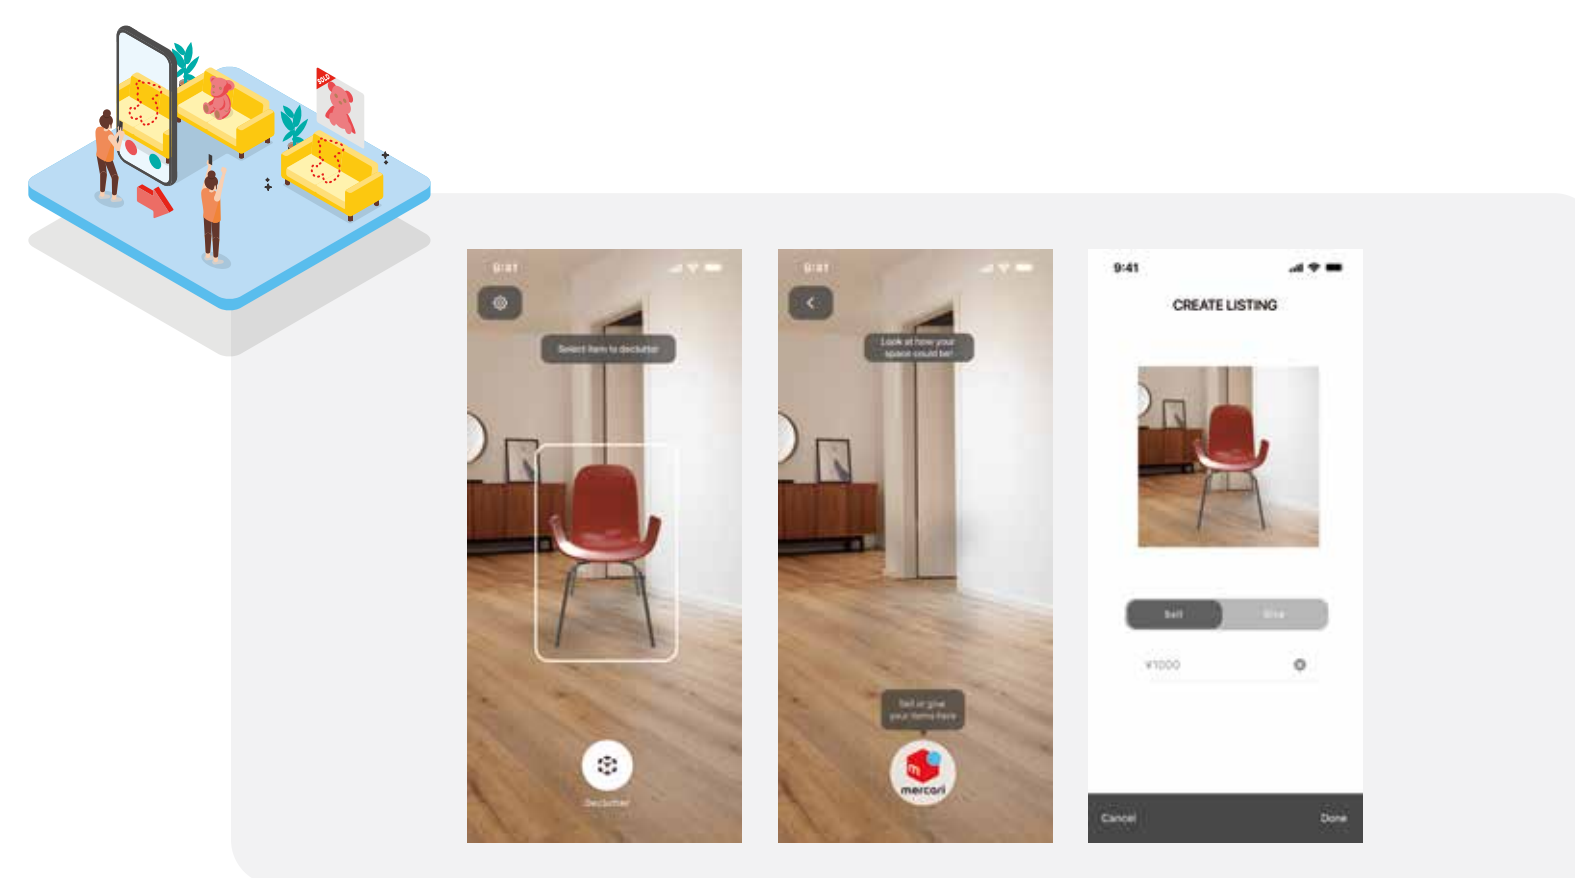 SOLD
9:41
Select item to declutter
Declutter
9:41
Look at how your
space could be!
Sell or give
your items here
m
mercari
9:41
CREATE LISTING
Sell
Give
¥1000
Cancel
Done